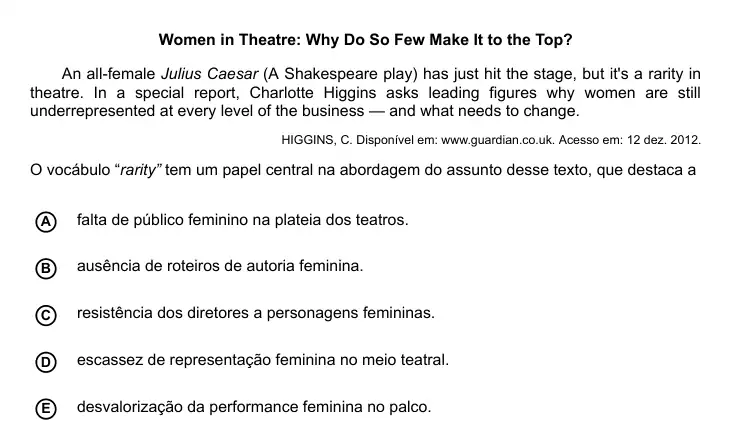 Women in Theatre: Why Do So Few Make It to the Top?
An all-female Julius Caesar (A Shakespeare play) has just hit the stage, but it's a rarity in
theatre. In a special report, Charlotte Higgins asks leading figures why women are still
underrepresented at every level of the business — and what needs to change.
HIGGINS, C. Disponível em: www.guardian.co.uk. Acesso em: 12 dez. 2012.
O vocábulo “rarity” tem um papel central na abordagem do assunto desse texto, que destaca a
A falta de público feminino na plateia dos teatros.
B ausência de roteiros de autoria feminina.
C resistência dos diretores a personagens femininas.
D escassez de representação feminina no meio teatral.
E desvalorização da performance feminina no palco.